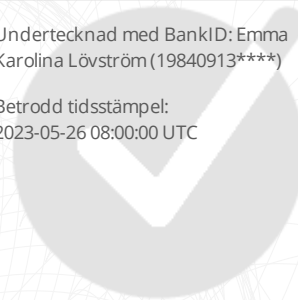 Undertecknad med BankID: Emma
Karolina Lövström (19840913****)
Betrodd tidsstämpel:
2023-05-26 08:00:00 UTC